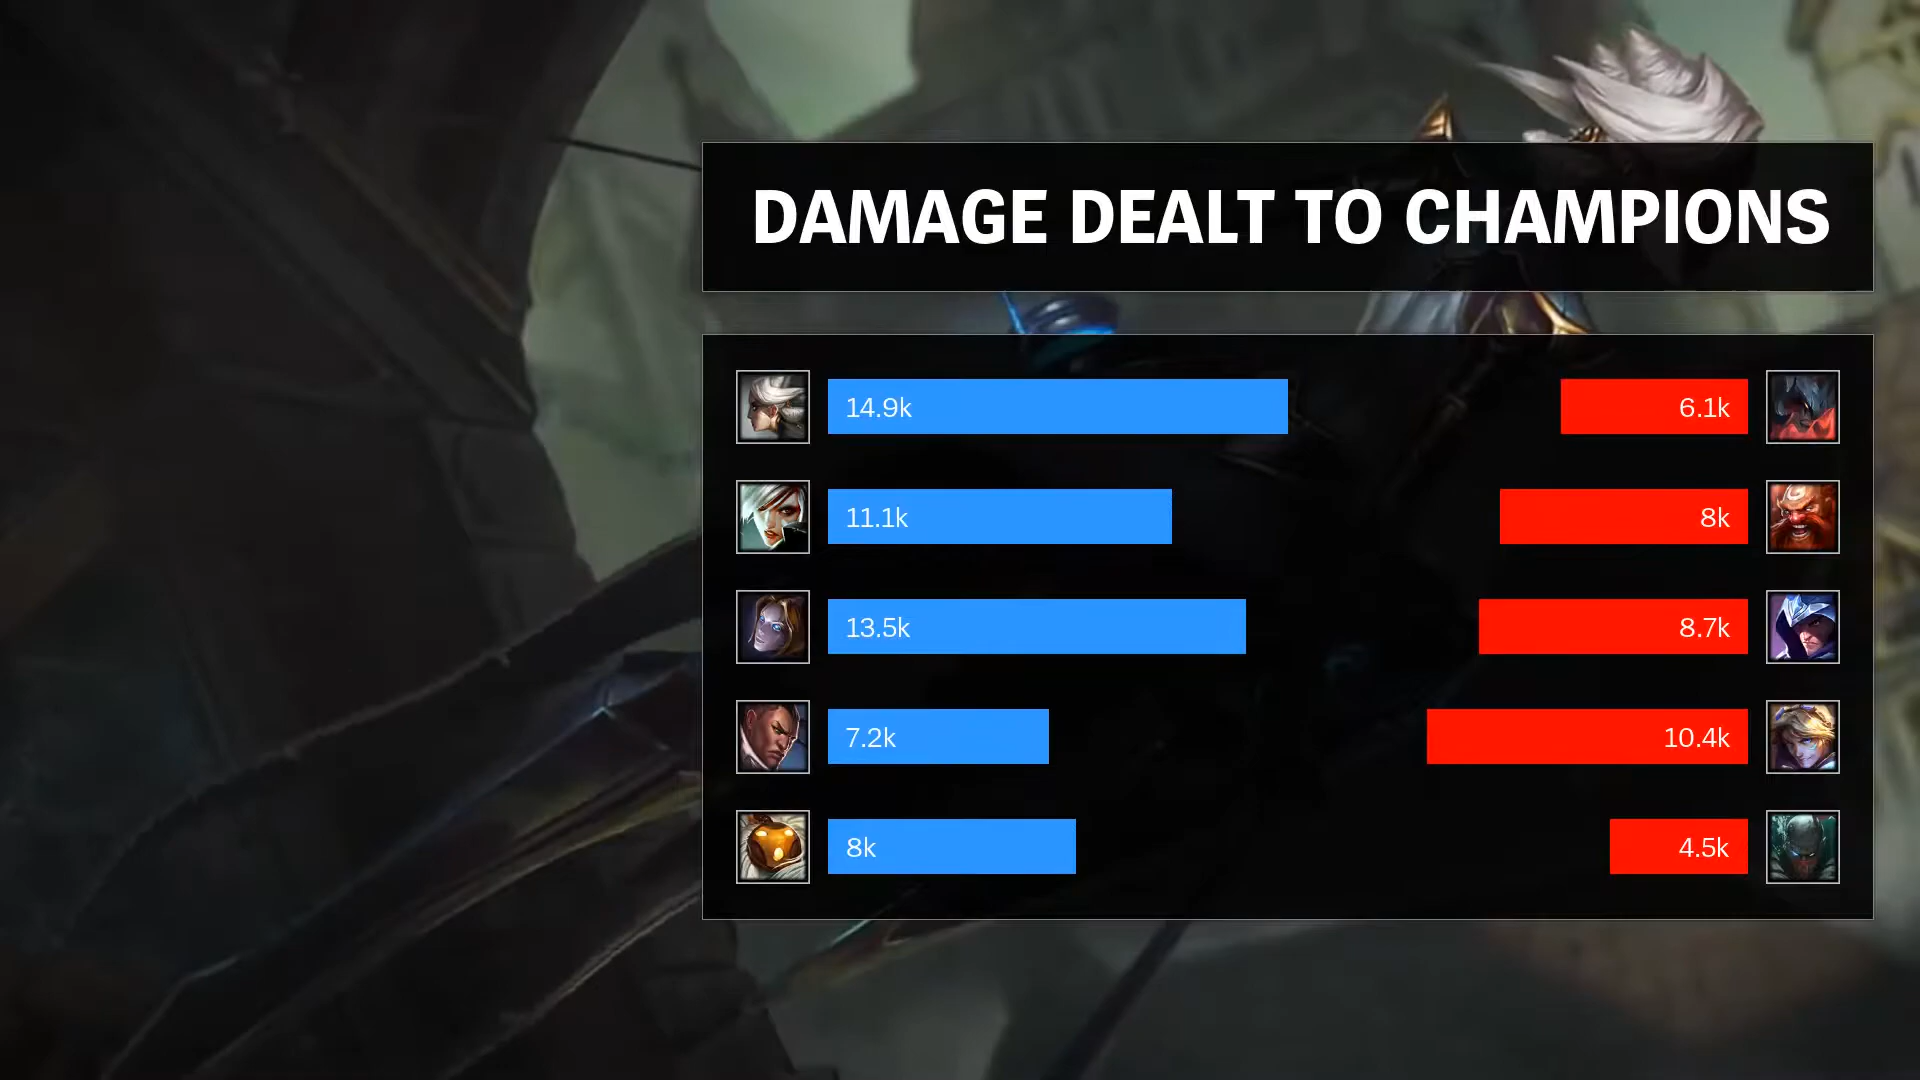 DAMAGE DEALT TO CHAMPIONS
14.9k 6.1k
11.1k 8k
13.5k 8.7k
7.2k 10.4k
8k 4.5k